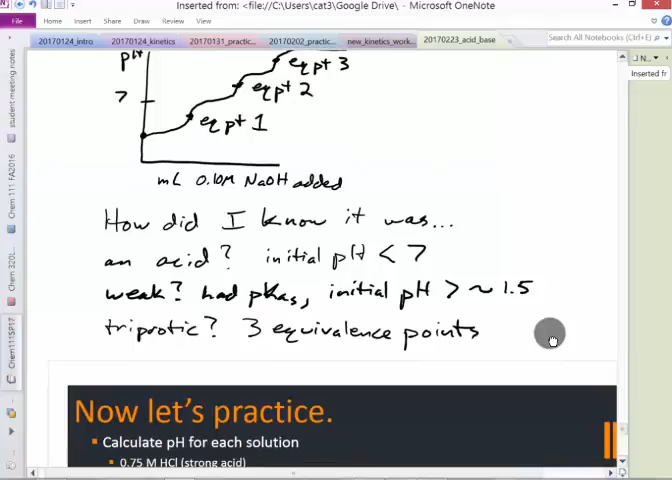 Inserted from <file://C:\Users\cat3\Google Drive\ - Microsoft OneNote
File Home Insert Draw History Review View
20170124_intro 20170124_kinetics 20170131_practic... 20170202_practic... new_kinetics_work... 20170223_acid_base
Search All Notebooks (Ctrl+E)
N...
Inserted fr
student meeting notes
Chem 111 FA2016
Chem 320L
Chem111SP17
pH
7
eq pt 3
eq pt 2
eq pt 1
mL 0.10M NaOH added
How did I know it was...
an acid? initial pH < 7
weak? had pKas, initial pH > ~ 1.5
triprotic? 3 equivalence points
Now let's practice.
Calculate pH for each solution
0.75 M HCl (strong acid)